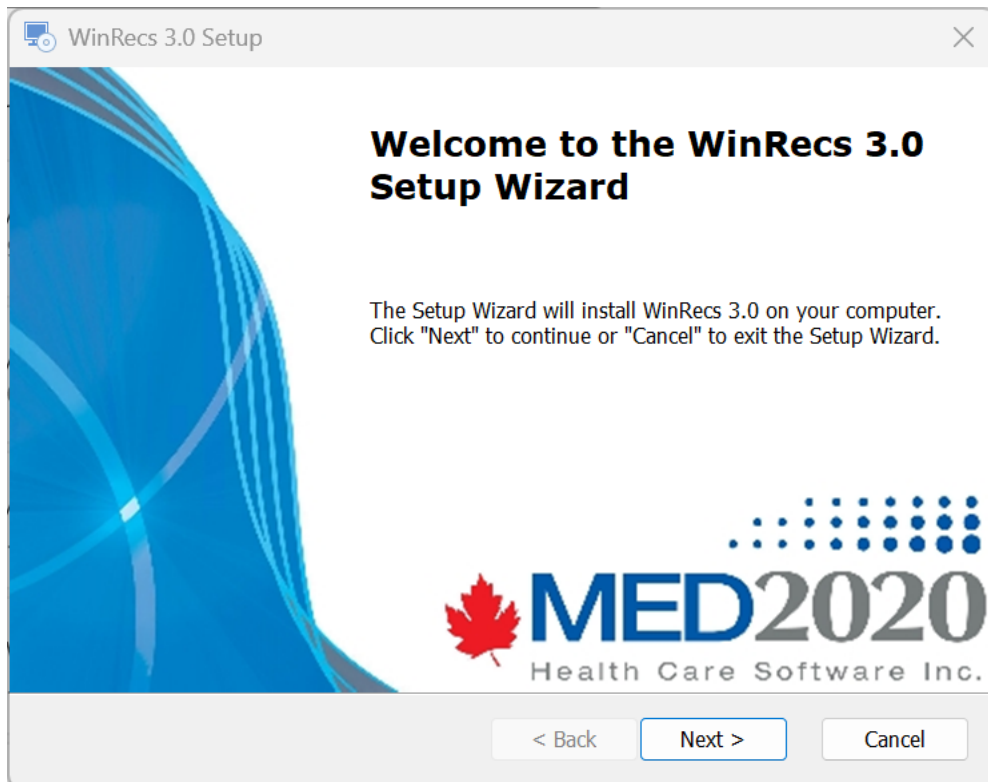 WinRecs 3.0 Setup
Welcome to the WinRecs 3.0
Setup Wizard
The Setup Wizard will install WinRecs 3.0 on your computer.
Click "Next" to continue or "Cancel" to exit the Setup Wizard.
MED2020
Health Care Software Inc.
< Back Next > Cancel